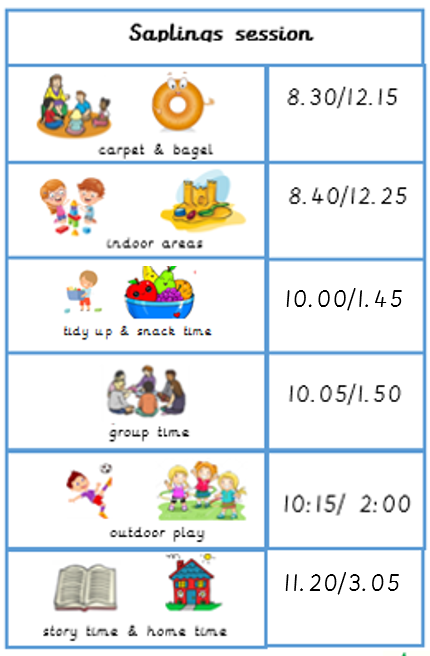 Saplings session
carpet & bagel
8.30/12.15
indoor areas
8.40/12.25
tidy up & snack time
10.00/1.45
group time
10.05/1.50
outdoor play
10:15/ 2:00
story time & home time
11.20/3.05